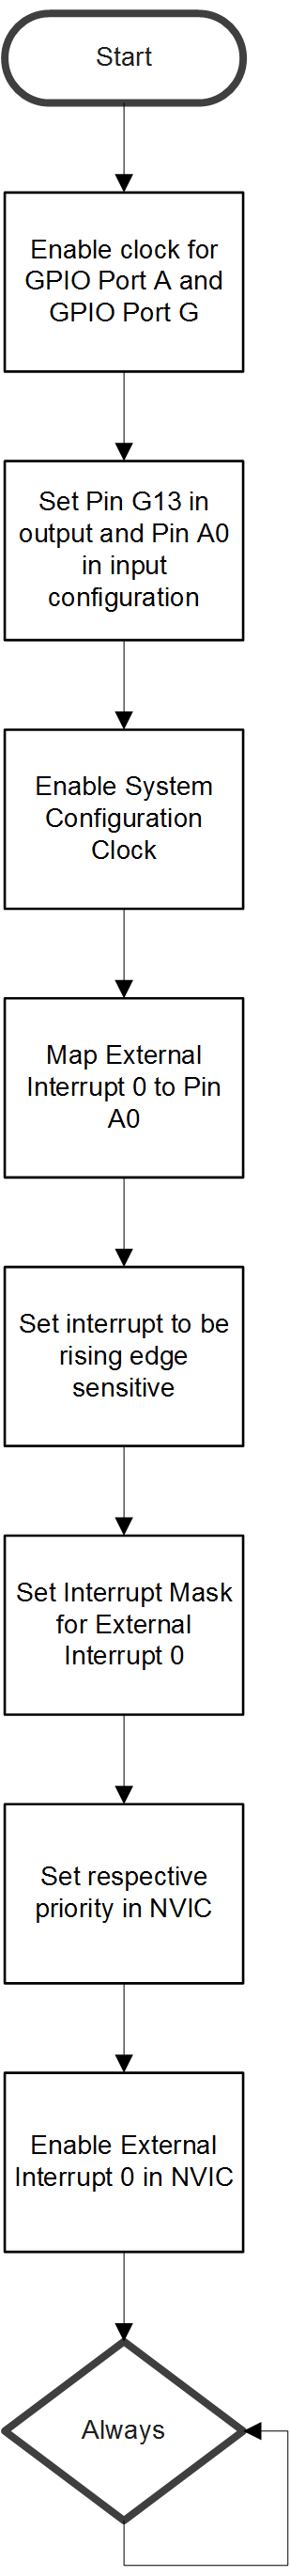 Start
Enable clock for
GPIO Port A and
GPIO Port G
Set Pin G13 in
output and Pin A0
in input
configuration
Enable System
Configuration
Clock
Map External
Interrupt 0 to Pin
A0
Set interrupt to be
rising edge
sensitive
Set Interrupt Mask
for External
Interrupt 0
Set respective
priority in NVIC
Enable External
Interrupt 0 in NVIC
Always